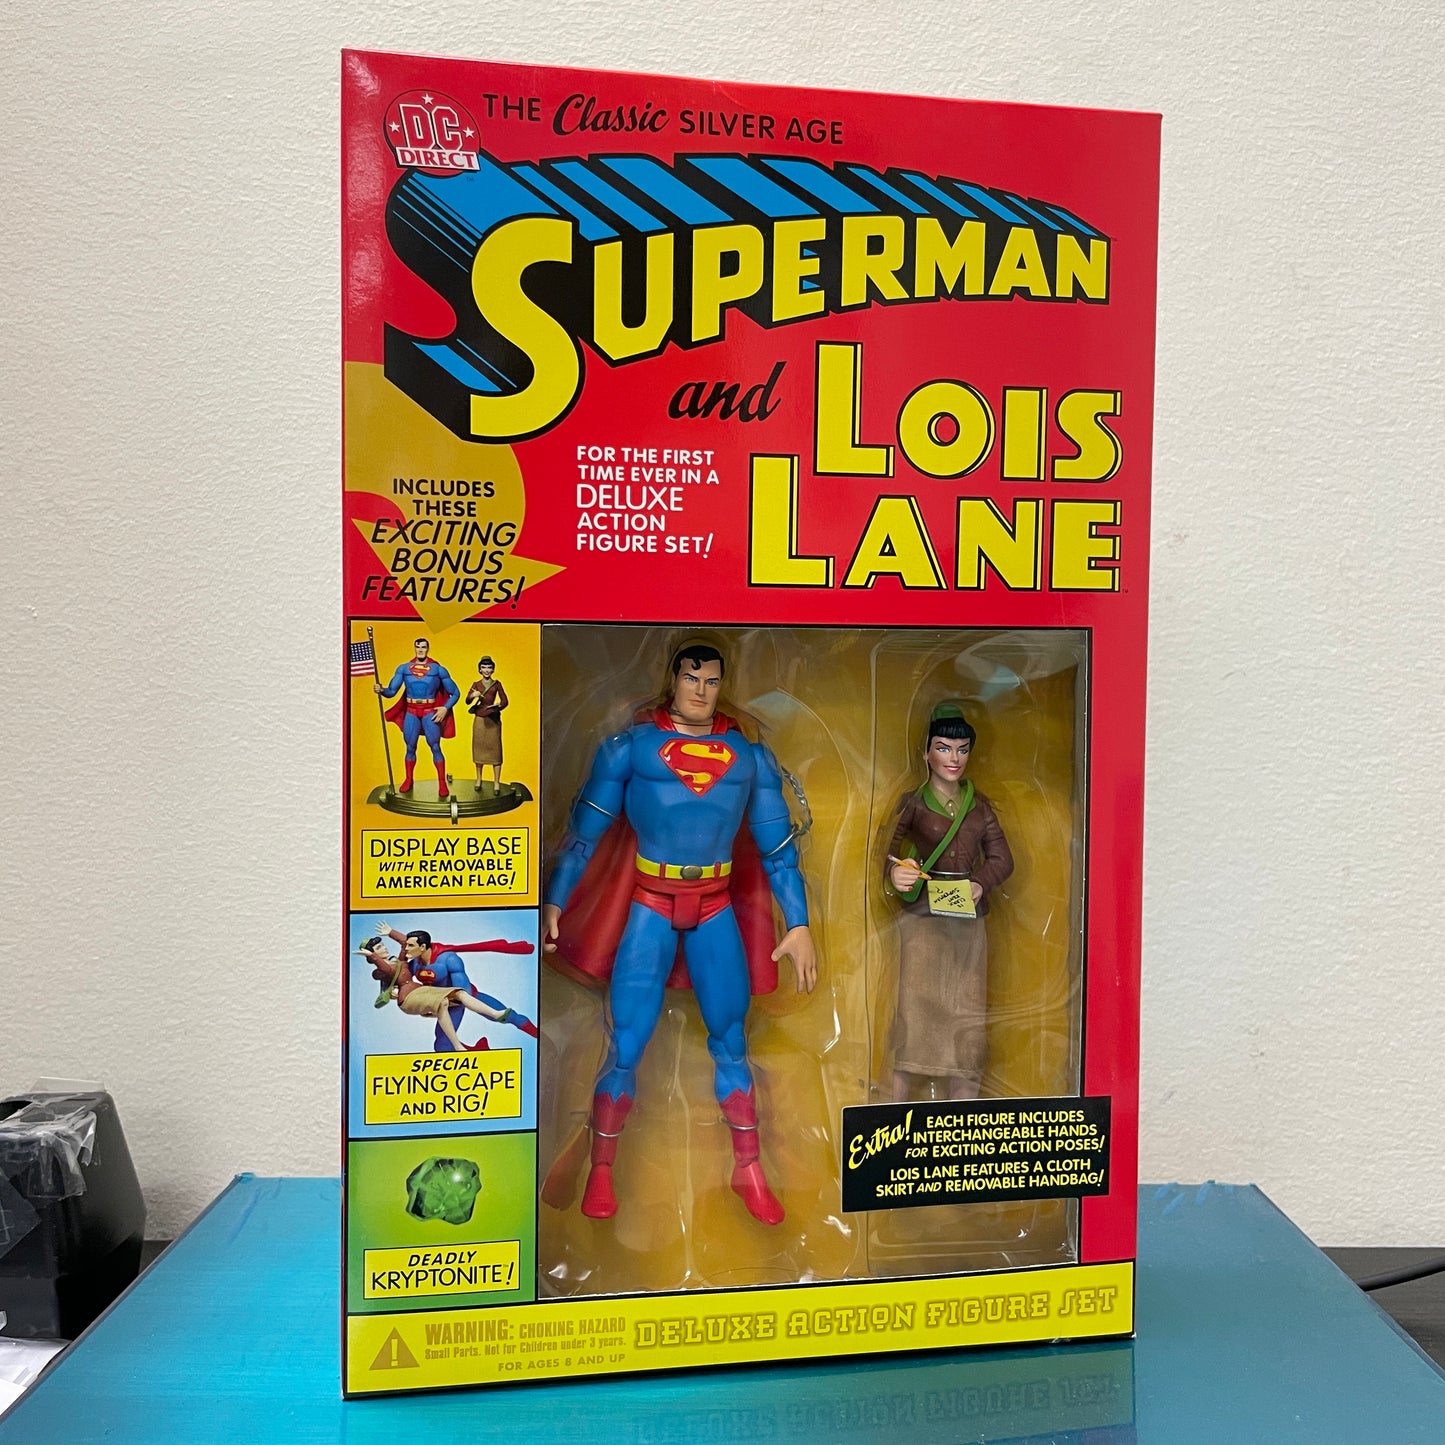 DC
DIRECT
THE Classic SILVER AGE
SUPERMAN
and LOIS
LANE
FOR THE FIRST
TIME EVER IN A
DELUXE
ACTION
FIGURE SET!
INCLUDES
THESE
EXCITING
BONUS
FEATURES!
DISPLAY BASE
WITH REMOVABLE
AMERICAN FLAG!
SPECIAL
FLYING CAPE
AND RIG!
DEADLY
KRYPTONITE!
S
IS
CLARK
KENT
SUPERMAN
?
Extra! EACH FIGURE INCLUDES
INTERCHANGEABLE HANDS
FOR EXCITING ACTION POSES!
LOIS LANE FEATURES A CLOTH
SKIRT AND REMOVABLE HANDBAG!
WARNING: CHOKING HAZARD
Small Parts. Not for Children under 3 years.
FOR AGES 8 AND UP
DELUXE ACTION FIGURE SET